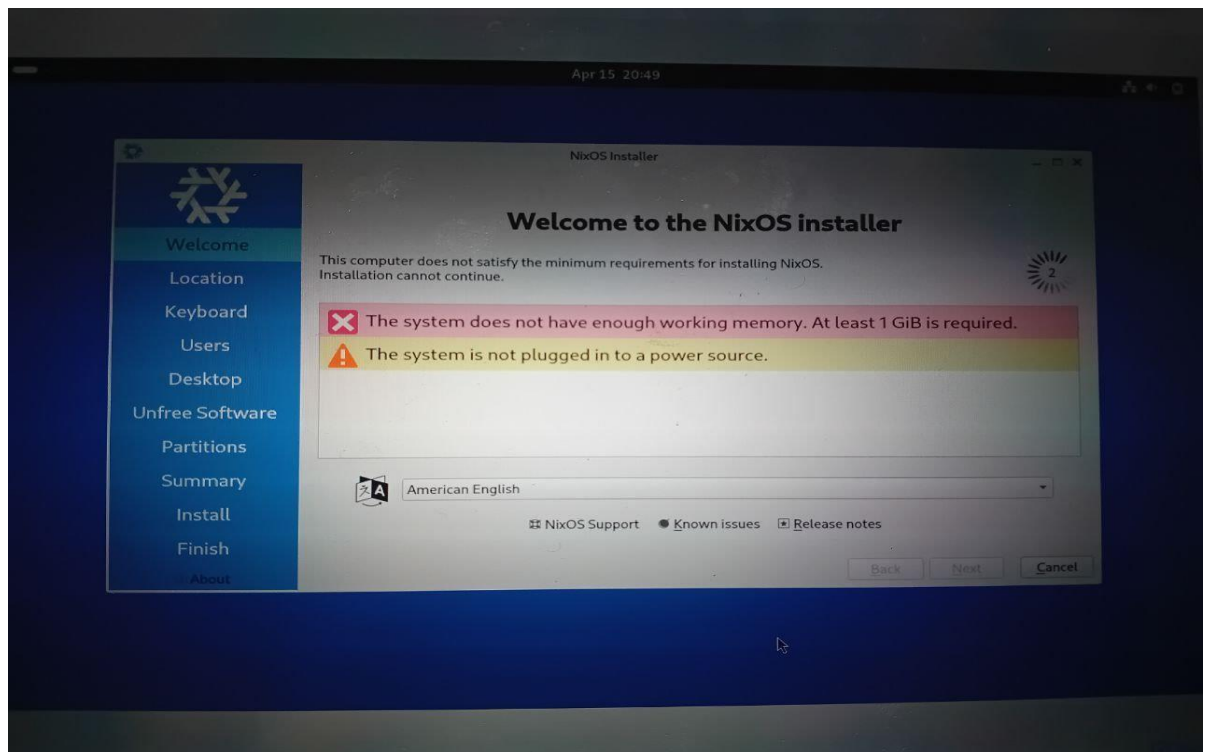 Apr 15 20:49
NixOS Installer
Welcome to the NixOS installer
Welcome
Location
Keyboard
Users
Desktop
Unfree Software
Partitions
Summary
Install
Finish
About
This computer does not satisfy the minimum requirements for installing NixOS.
Installation cannot continue.
2
The system does not have enough working memory. At least 1 GiB is required.
The system is not plugged in to a power source.
American English
NixOS Support Known issues Release notes
Back Next Cancel